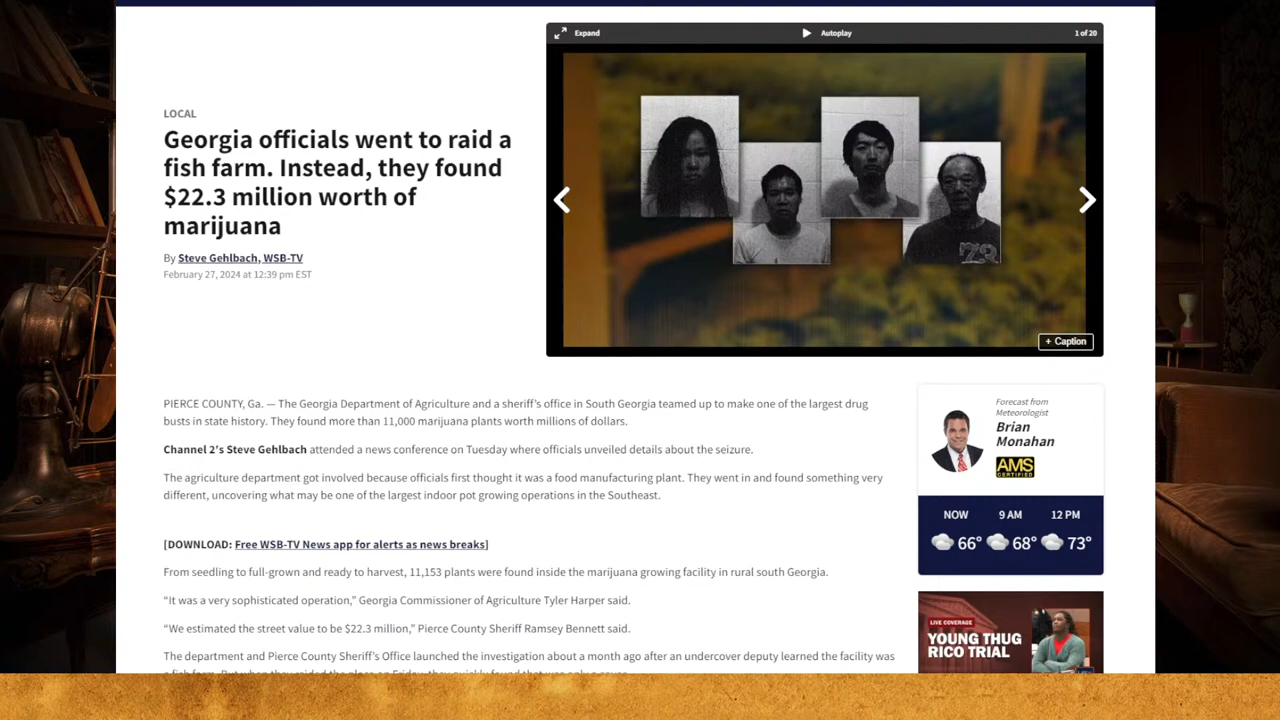 Expand
Autoplay
1 of 20
LOCAL
Georgia officials went to raid a
fish farm. Instead, they found
$22.3 million worth of
marijuana
By Steve Gehlbach, WSB-TV
February 27, 2024 at 12:39 pm EST
73
+ Caption
PIERCE COUNTY, Ga. — The Georgia Department of Agriculture and a sheriff's office in South Georgia teamed up to make one of the largest drug
busts in state history. They found more than 11,000 marijuana plants worth millions of dollars.
Channel 2's Steve Gehlbach attended a news conference on Tuesday where officials unveiled details about the seizure.
The agriculture department got involved because officials first thought it was a food manufacturing plant. They went in and found something very
different, uncovering what may be one of the largest indoor pot growing operations in the Southeast.
[DOWNLOAD: Free WSB-TV News app for alerts as news breaks]
From seedling to full-grown and ready to harvest, 11,153 plants were found inside the marijuana growing facility in rural south Georgia.
“It was a very sophisticated operation,” Georgia Commissioner of Agriculture Tyler Harper said.
“We estimated the street value to be $22.3 million,” Pierce County Sheriff Ramsey Bennett said.
The department and Pierce County Sheriff's Office launched the investigation about a month ago after an undercover deputy learned the facility was
Forecast from
Meteorologist
Brian
Monahan
AMS
CERTIFIED
NOW 9 AM 12 PM
66° 68° 73°
LIVE COVERAGE
YOUNG THUG
RICO TRIAL